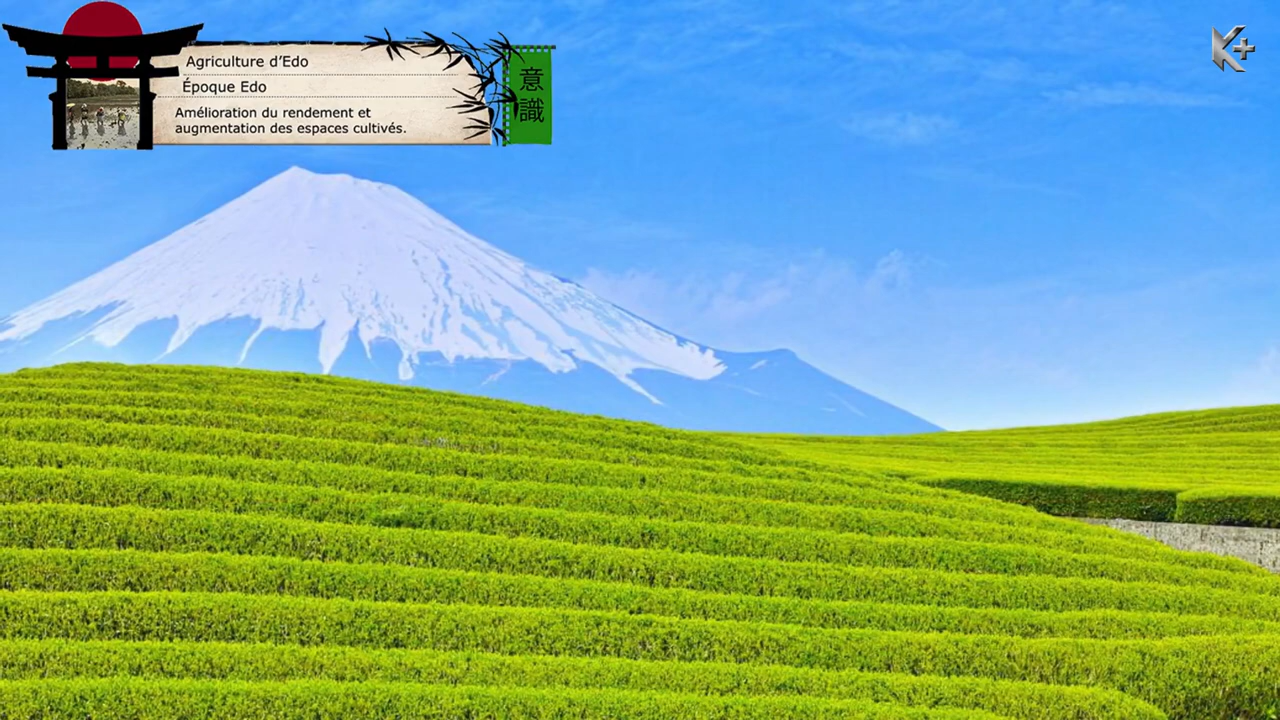 Agriculture d’Edo
Époque Edo
Amélioration du rendement et
augmentation des espaces cultivés.
意
識
K+